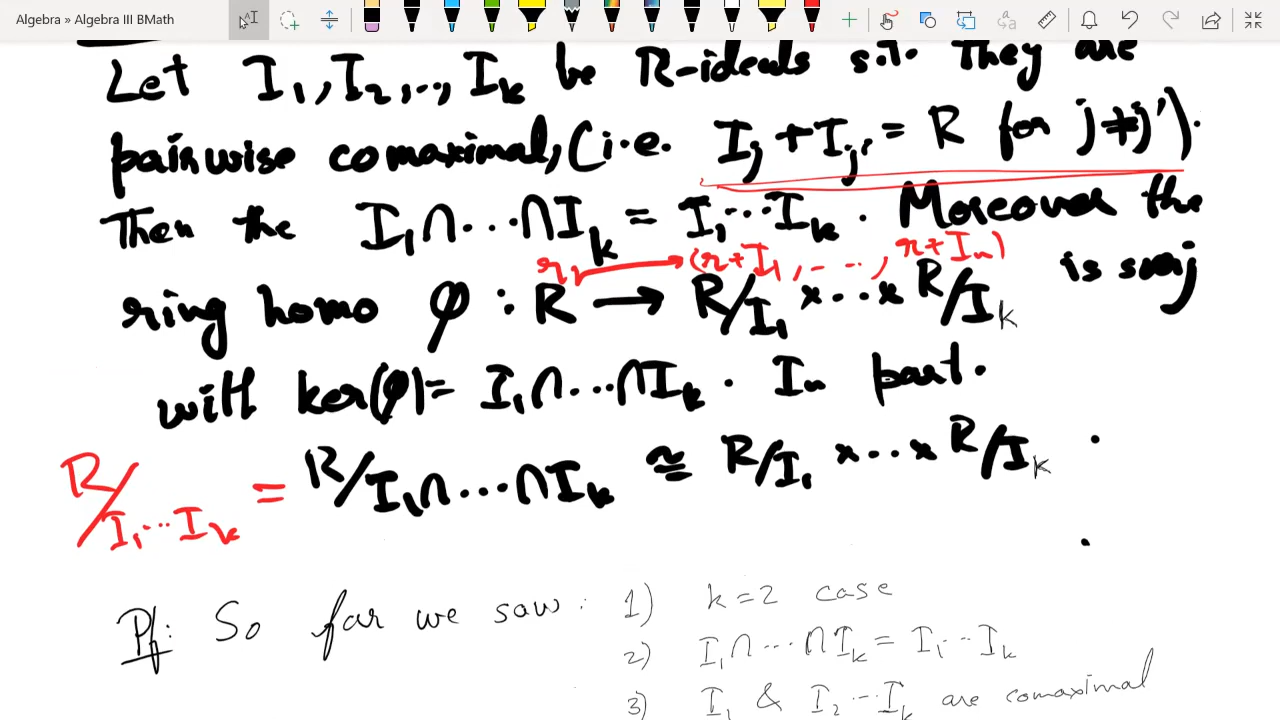 Algebra » Algebra III BMath
Let I₁, I₂, .., Iₖ be R-ideals s.t. they are
pairwise comaximal, (i.e. Iⱼ + Iⱼ' = R for j≠j').
Then the I₁∩...∩Iₖ = I₁...Iₖ. Moreover the
r ⟼ (r+I₁, - - .., r+Iₙ)
ring homo φ : R → R/I₁ ×...× R/Iₖ is surj
with ker(φ) = I₁∩...∩Iₖ. In part.
R/I₁...Iₖ = R/I₁∩...∩Iₖ ≅ R/I₁ ×...× R/Iₖ.
Pf: So far we saw: 1) k=2 case
2) I₁∩...∩Iₖ = I₁...Iₖ
3) I₁ & I₂...Iₖ are comaximal